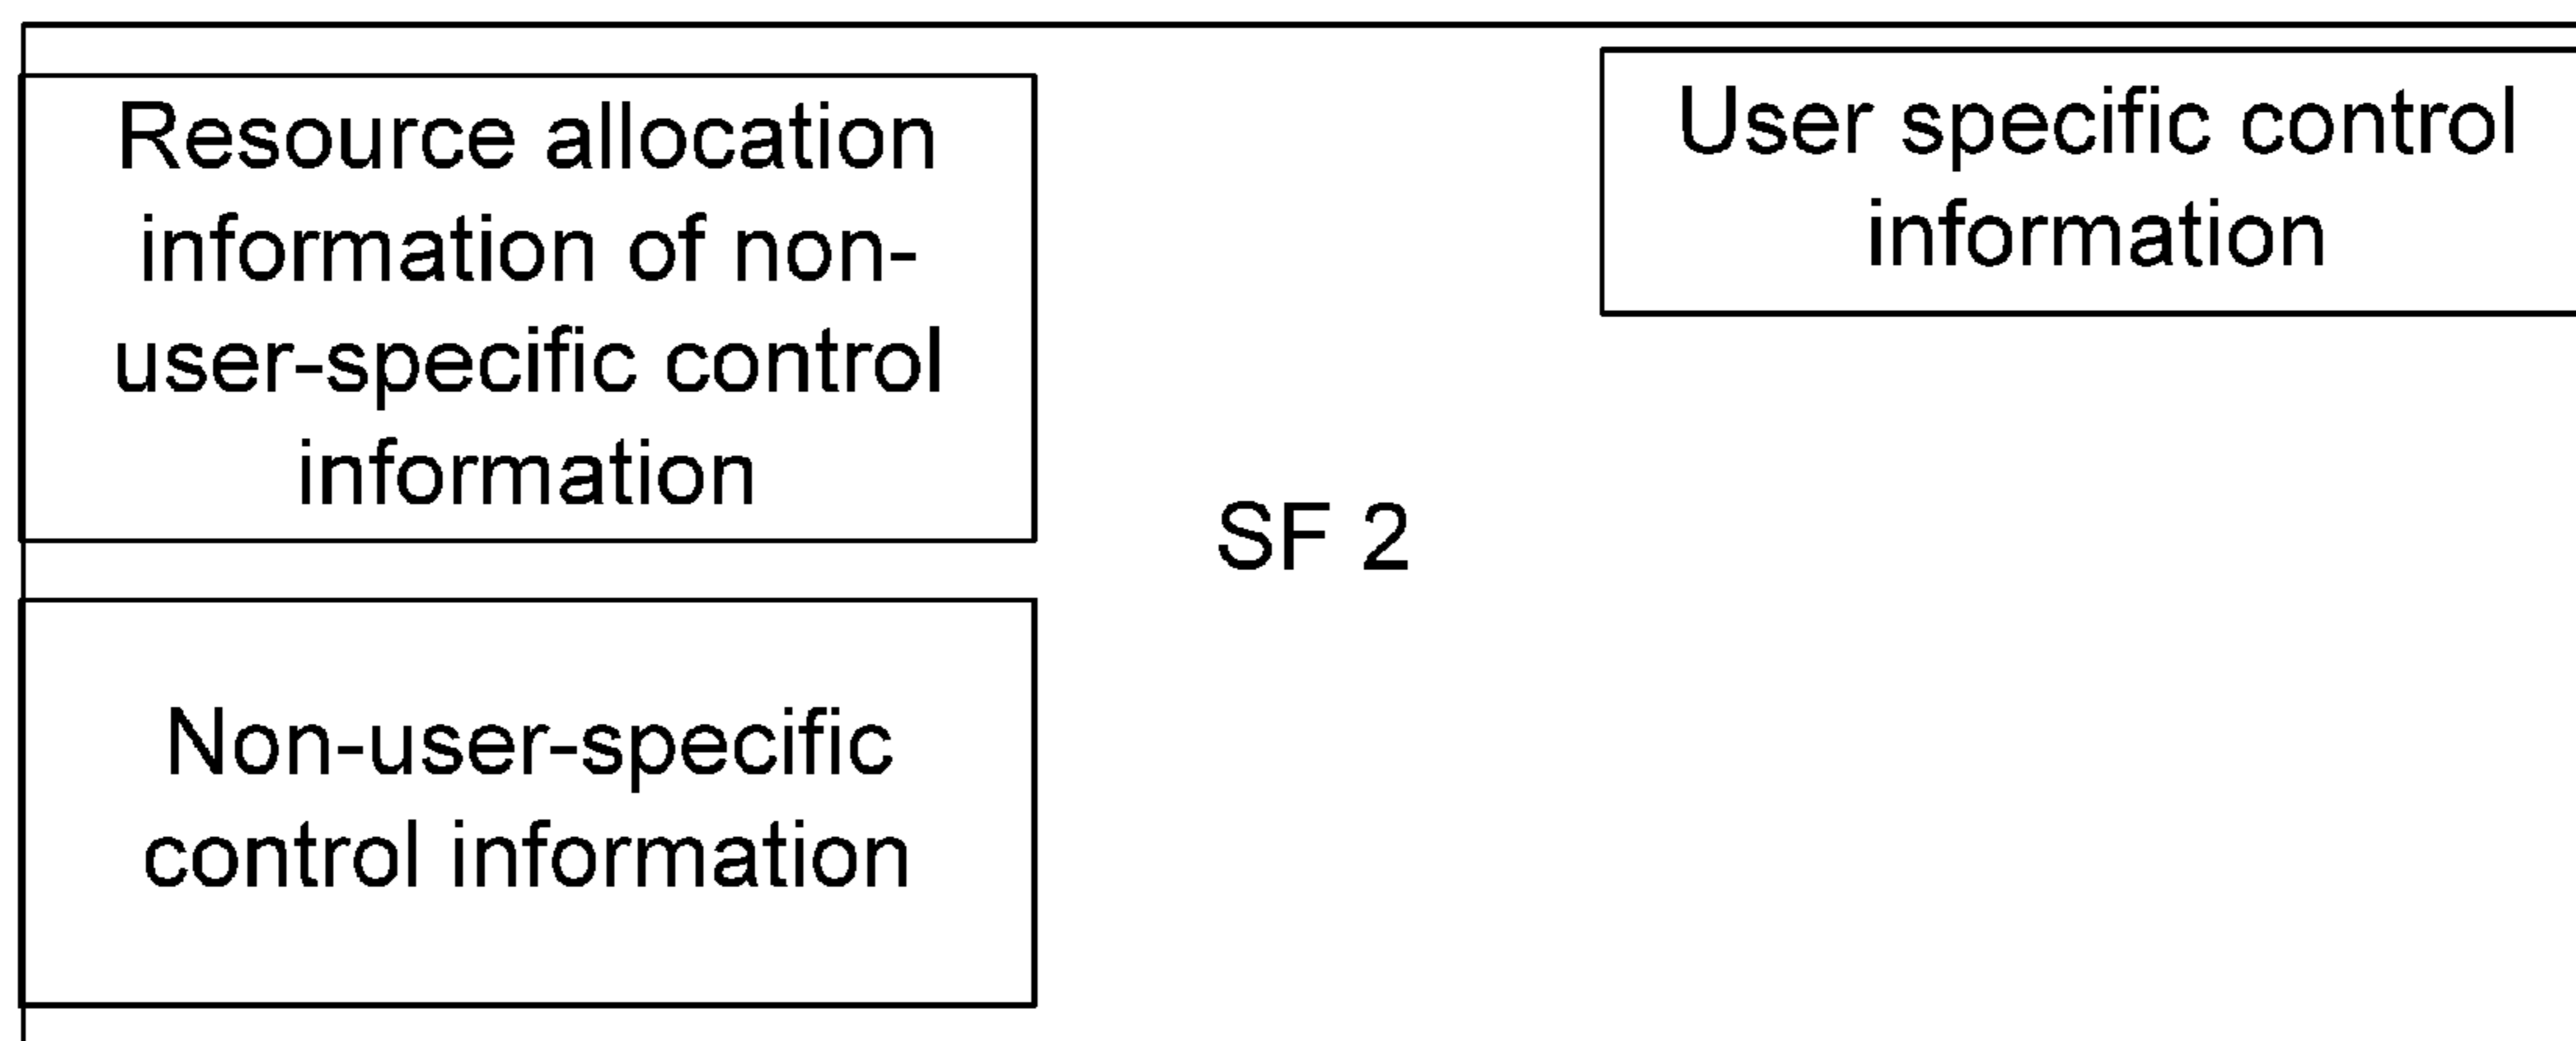 Resource allocation
information of non-
user-specific control
information
User specific control
information
SF 2
Non-user-specific
control information